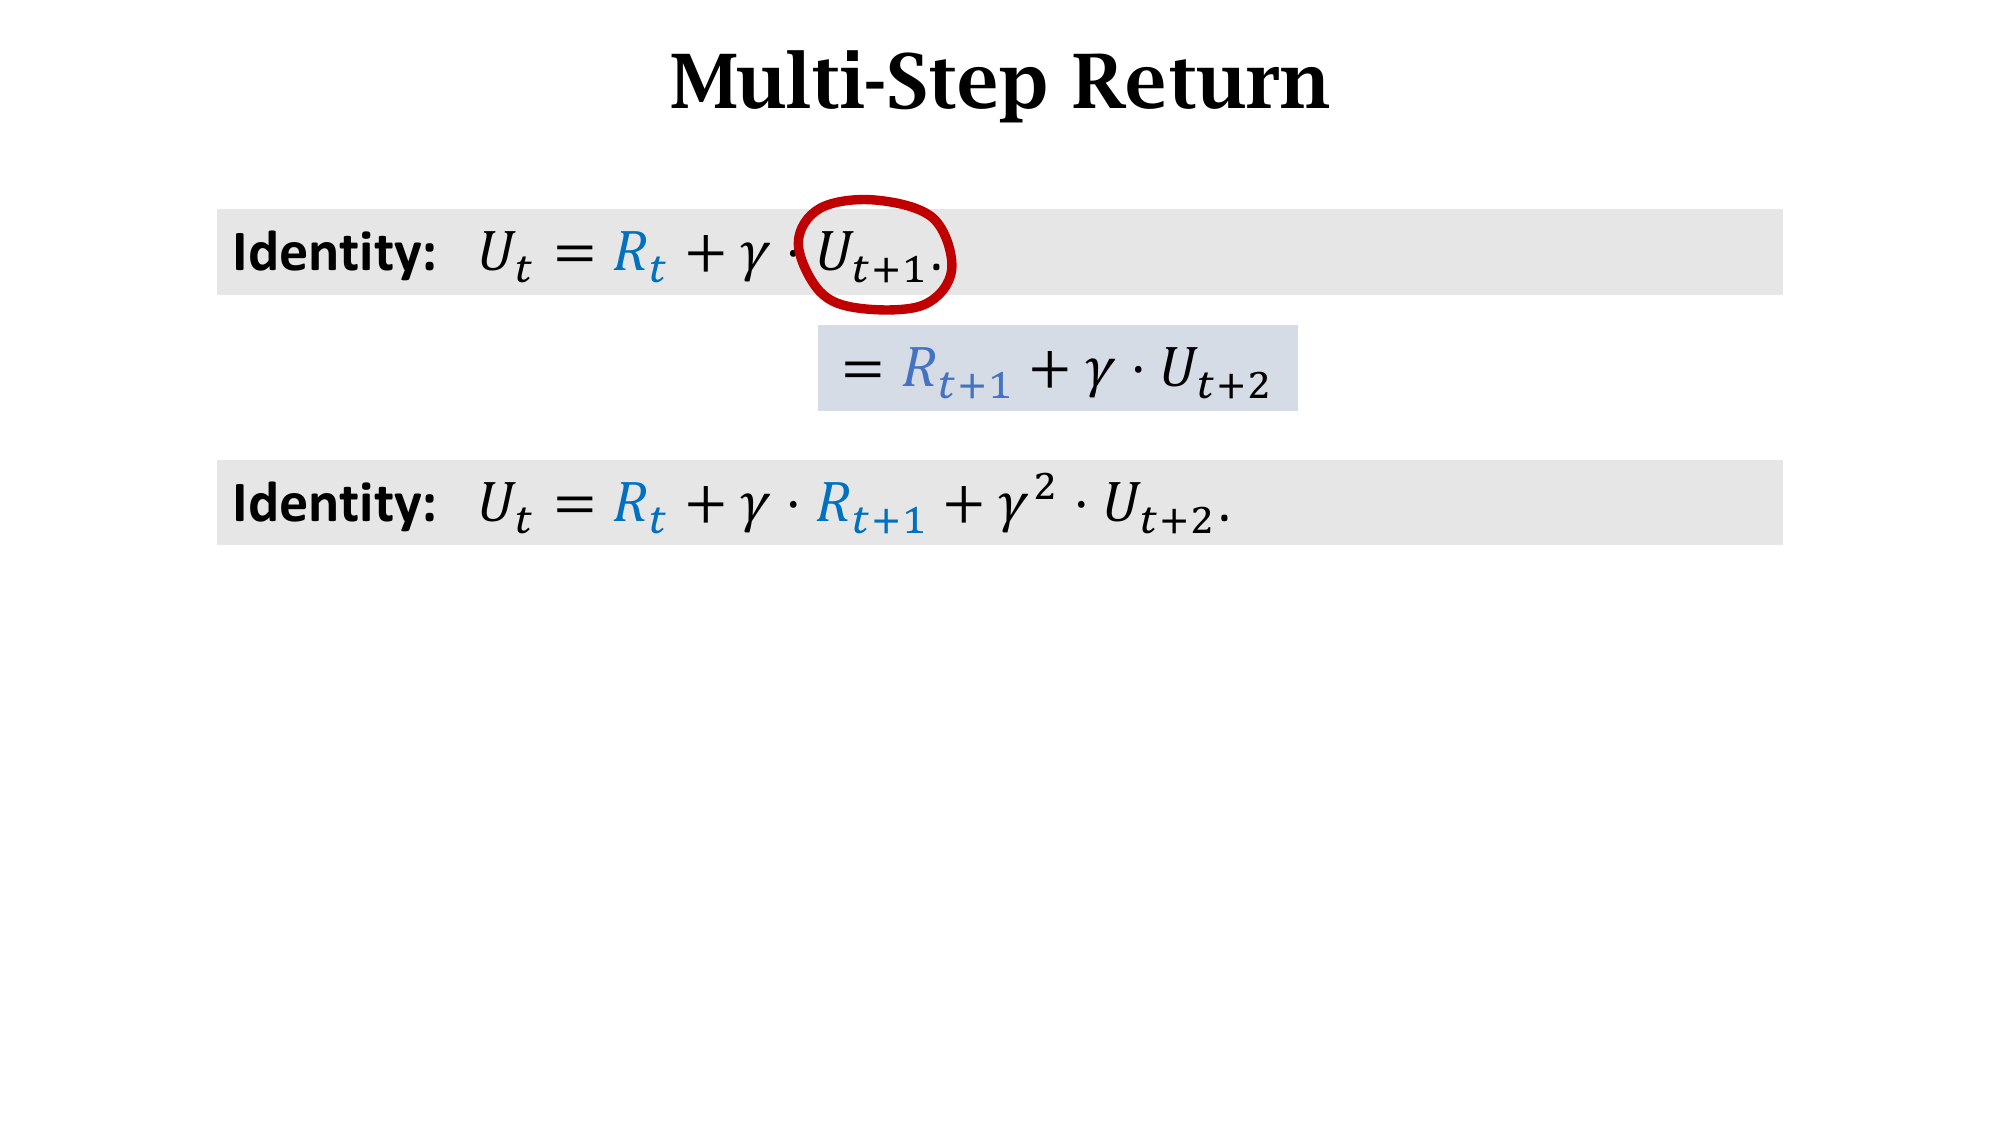 Multi-Step Return
Identity: $U_t = R_t + \gamma \cdot U_{t+1}.$
$= R_{t+1} + \gamma \cdot U_{t+2}$
Identity: $U_t = R_t + \gamma \cdot R_{t+1} + \gamma^2 \cdot U_{t+2}.$